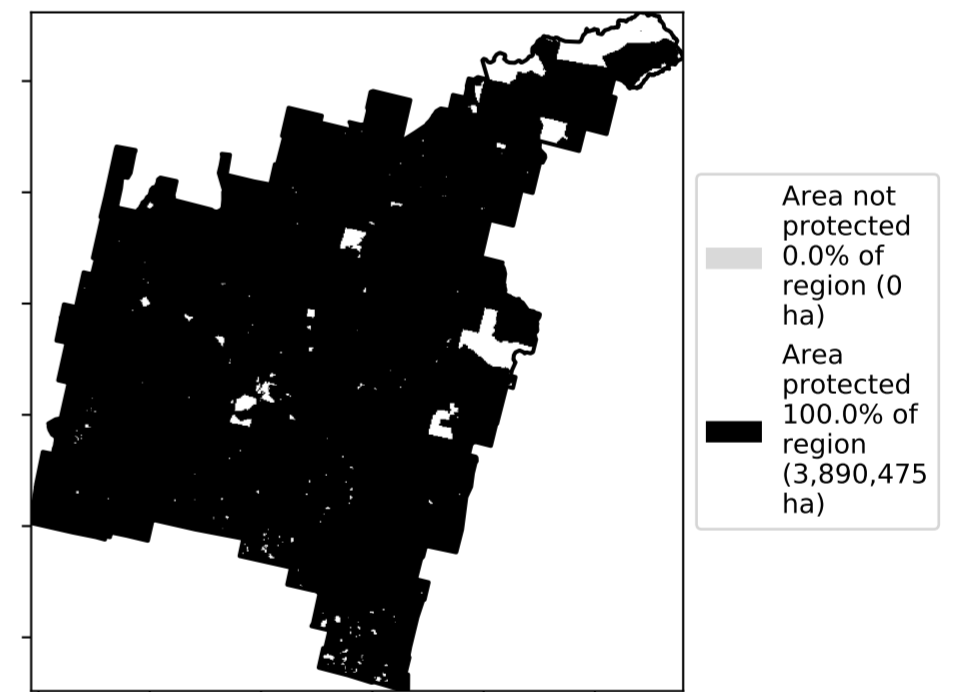 Area not
protected
0.0% of
region (0
ha)
Area
protected
100.0% of
region
(3,890,475
ha)